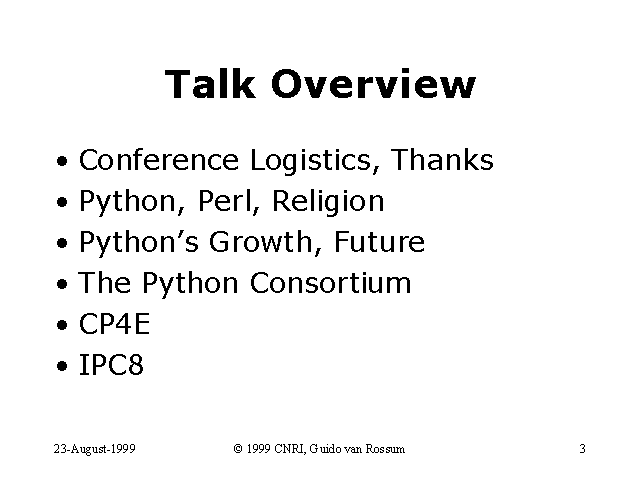 Talk Overview
• Conference Logistics, Thanks
• Python, Perl, Religion
• Python’s Growth, Future
• The Python Consortium
• CP4E
• IPC8
23-August-1999 © 1999 CNRI, Guido van Rossum 3